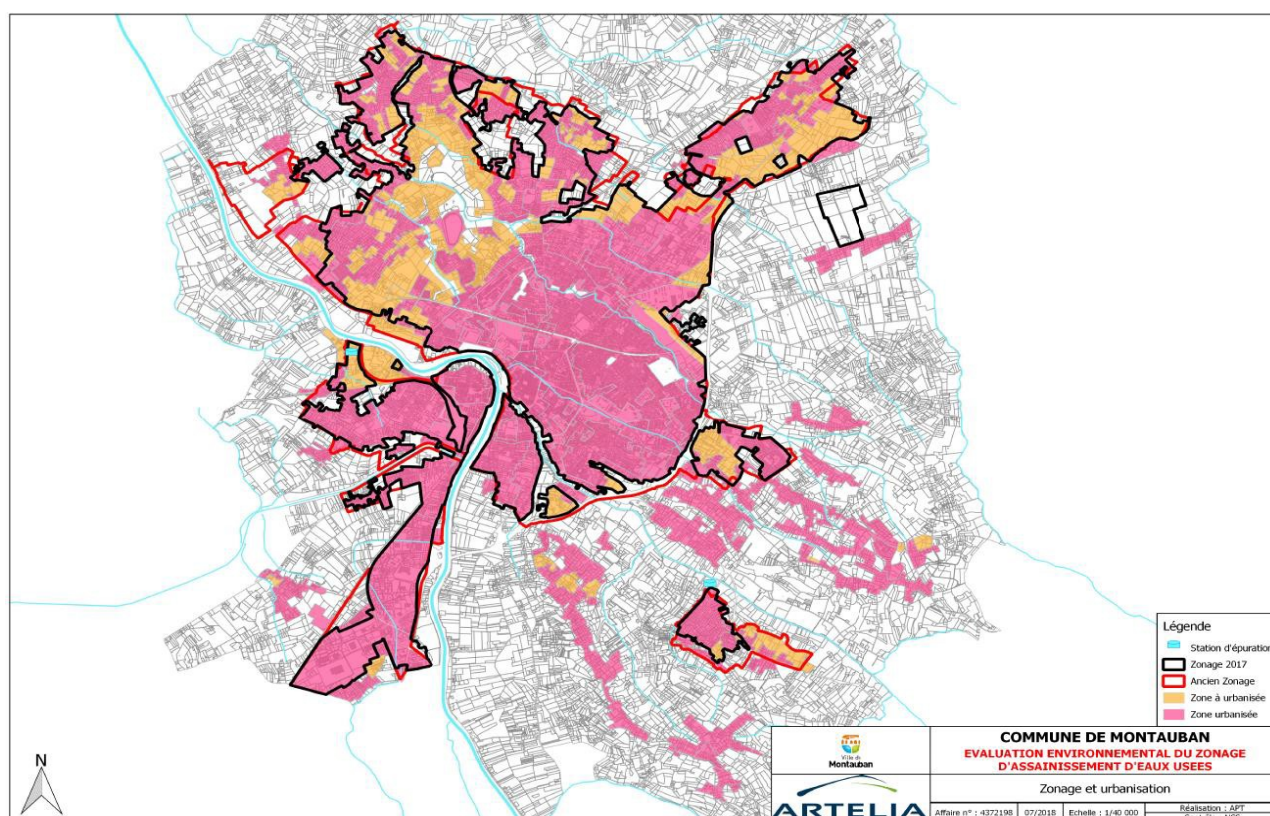 N
Légende
Station d'épuration
Zonage 2017
Ancien Zonage
Zone à urbanisée
Zone urbanisée
Ville de
Montauban
ARTELIA
COMMUNE DE MONTAUBAN
EVALUATION ENVIRONNEMENTAL DU ZONAGE
D'ASSAINISSEMENT D'EAUX USEES
Zonage et urbanisation
Affaire n° : 4372198 07/2018 Echelle : 1/40 000 Réalisation : APT